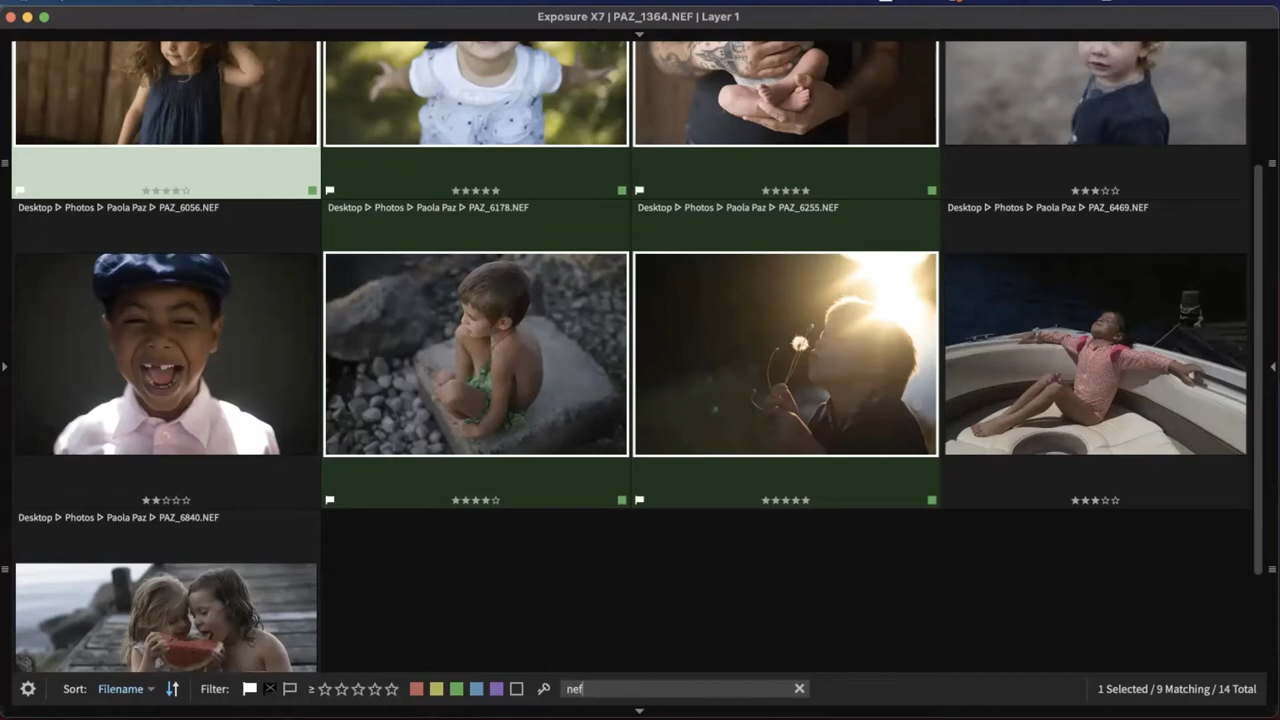 Exposure X7 | PAZ_1364.NEF | Layer 1
Desktop ▷ Photos ▷ Paola Paz ▷ PAZ_6056.NEF
Desktop ▷ Photos ▷ Paola Paz ▷ PAZ_6178.NEF
Desktop ▷ Photos ▷ Paola Paz ▷ PAZ_6255.NEF
Desktop ▷ Photos ▷ Paola Paz ▷ PAZ_6469.NEF
Desktop ▷ Photos ▷ Paola Paz ▷ PAZ_6840.NEF
Sort: Filename Filter: ≥ nef 1 Selected / 9 Matching / 14 Total